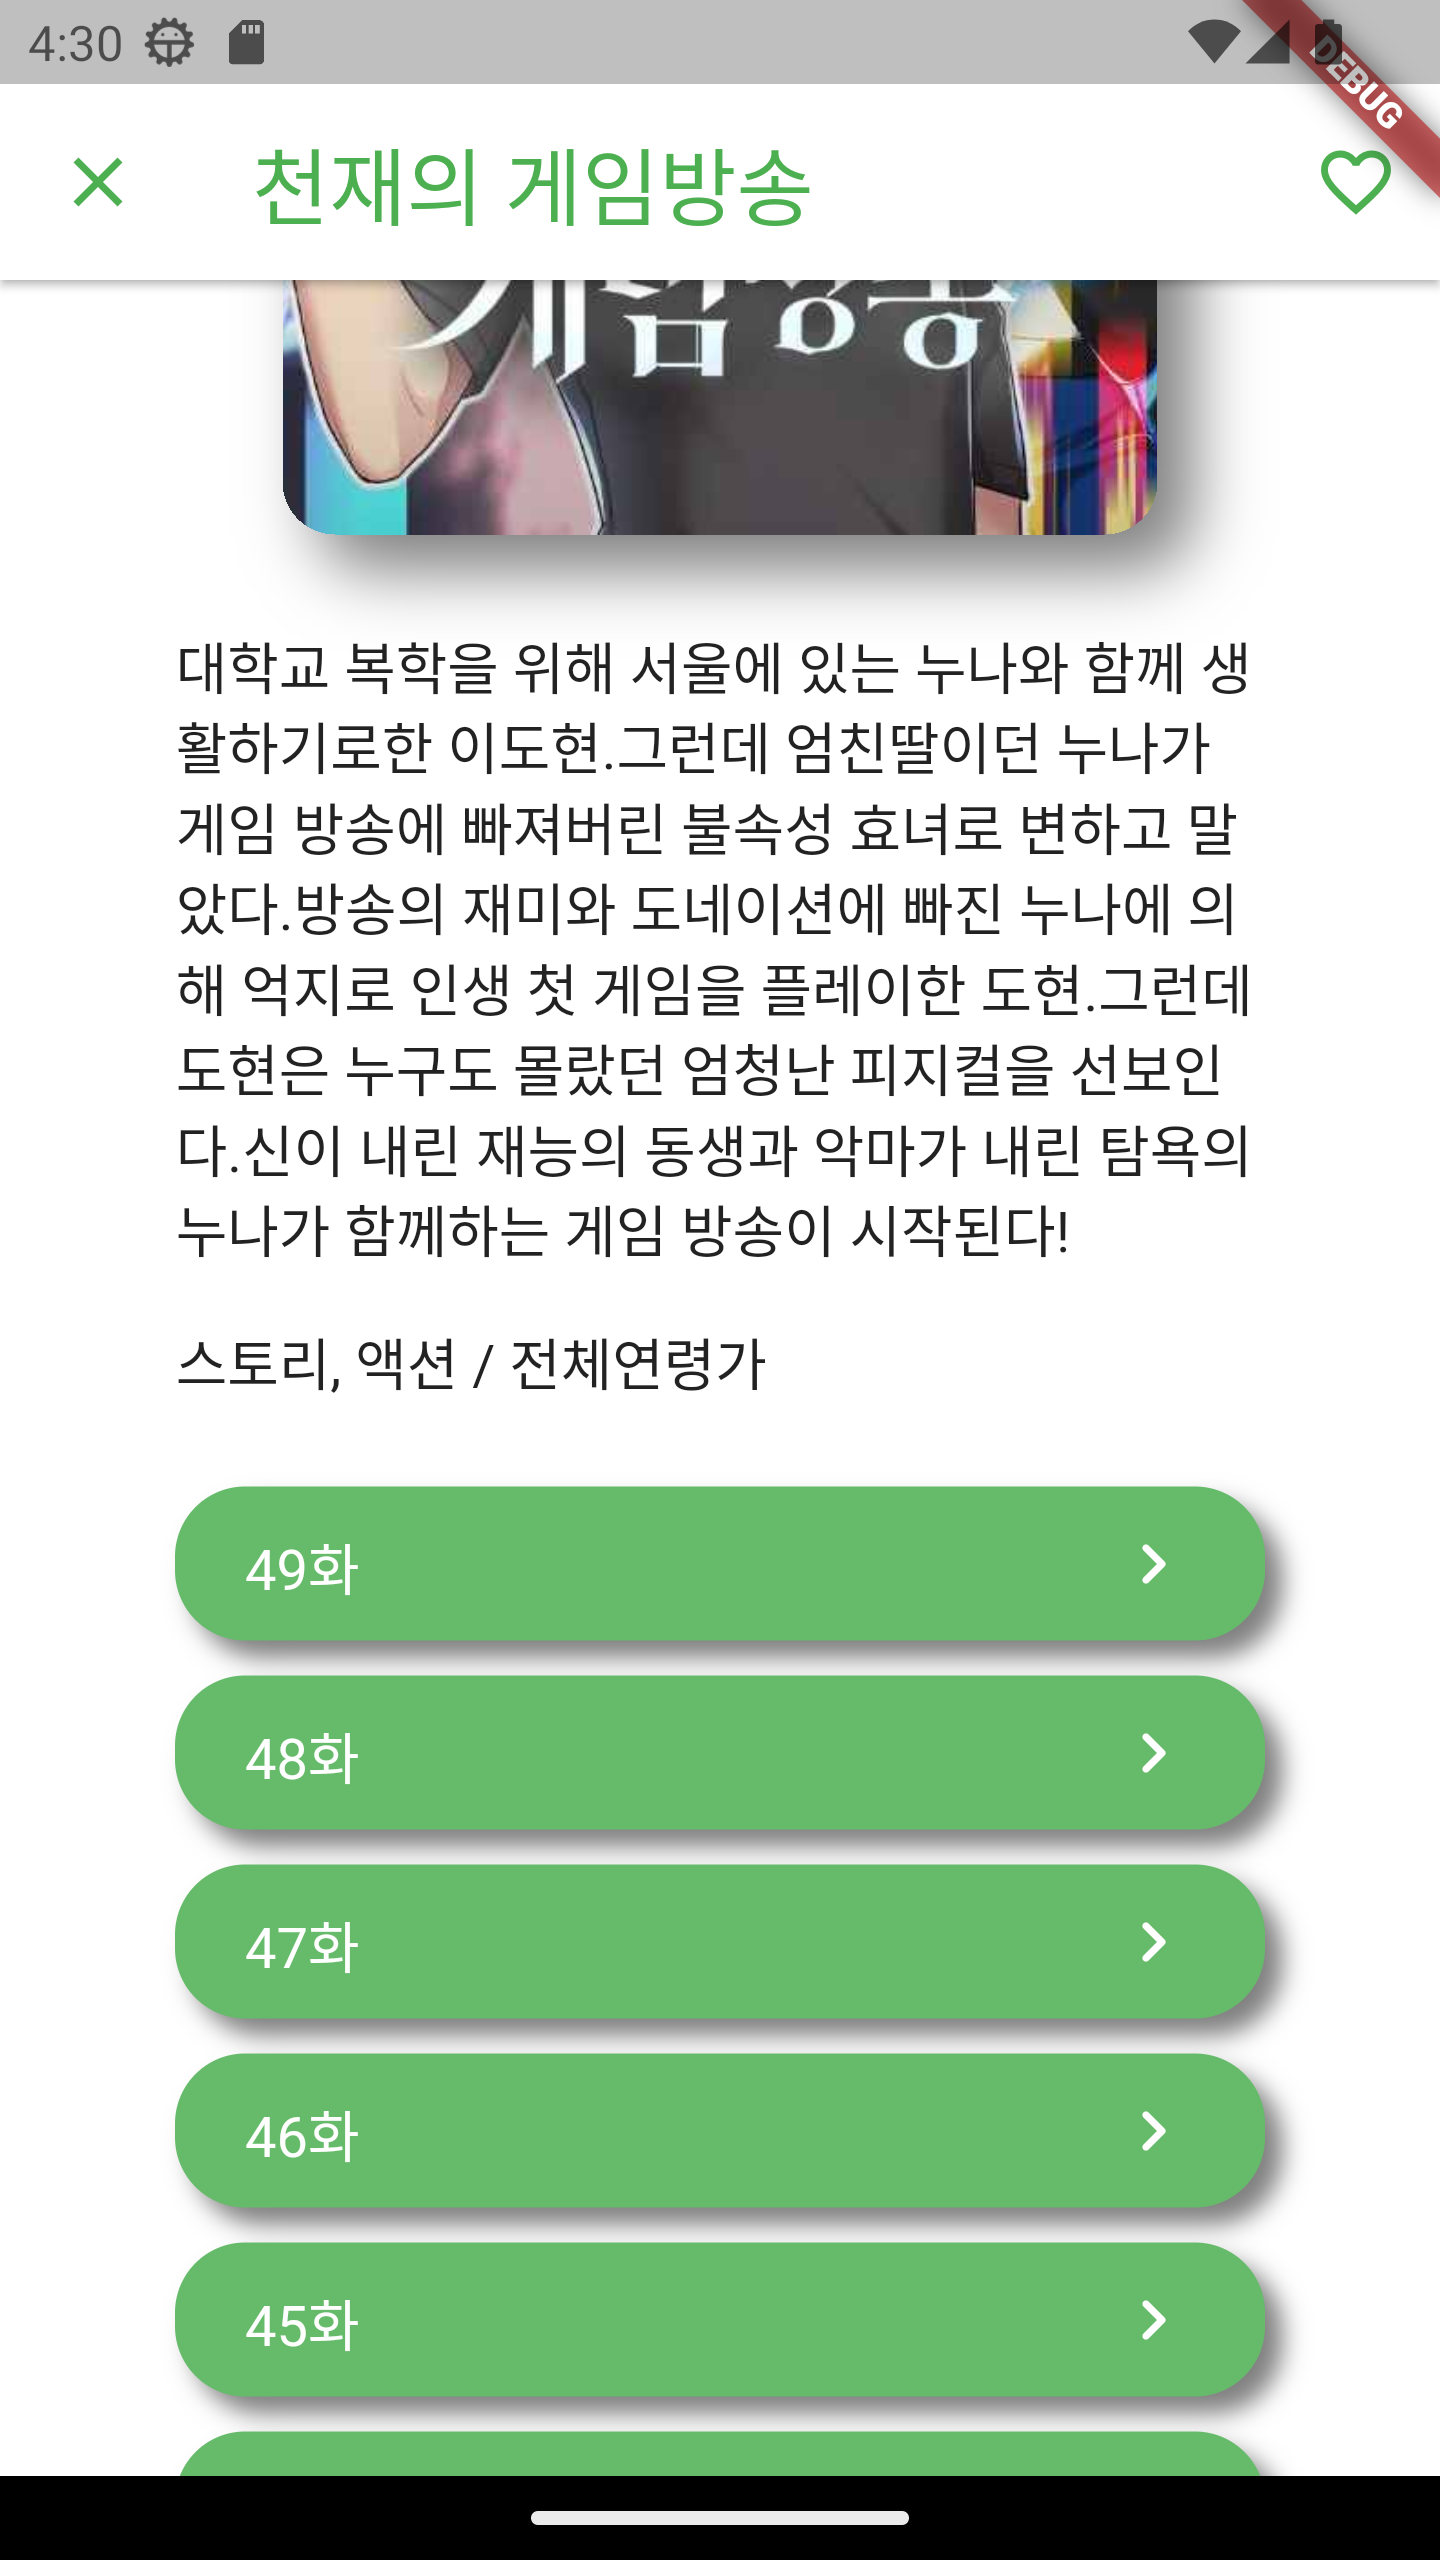 4:30
DEBUG
천재의 게임방송
게임방송
대학교 복학을 위해 서울에 있는 누나와 함께 생
활하기로한 이도현.그런데 엄친딸이던 누나가
게임 방송에 빠져버린 불속성 효녀로 변하고 말
았다.방송의 재미와 도네이션에 빠진 누나에 의
해 억지로 인생 첫 게임을 플레이한 도현.그런데
도현은 누구도 몰랐던 엄청난 피지컬을 선보인
다.신이 내린 재능의 동생과 악마가 내린 탐욕의
누나가 함께하는 게임 방송이 시작된다!
스토리, 액션 / 전체연령가
49화
48화
47화
46화
45화